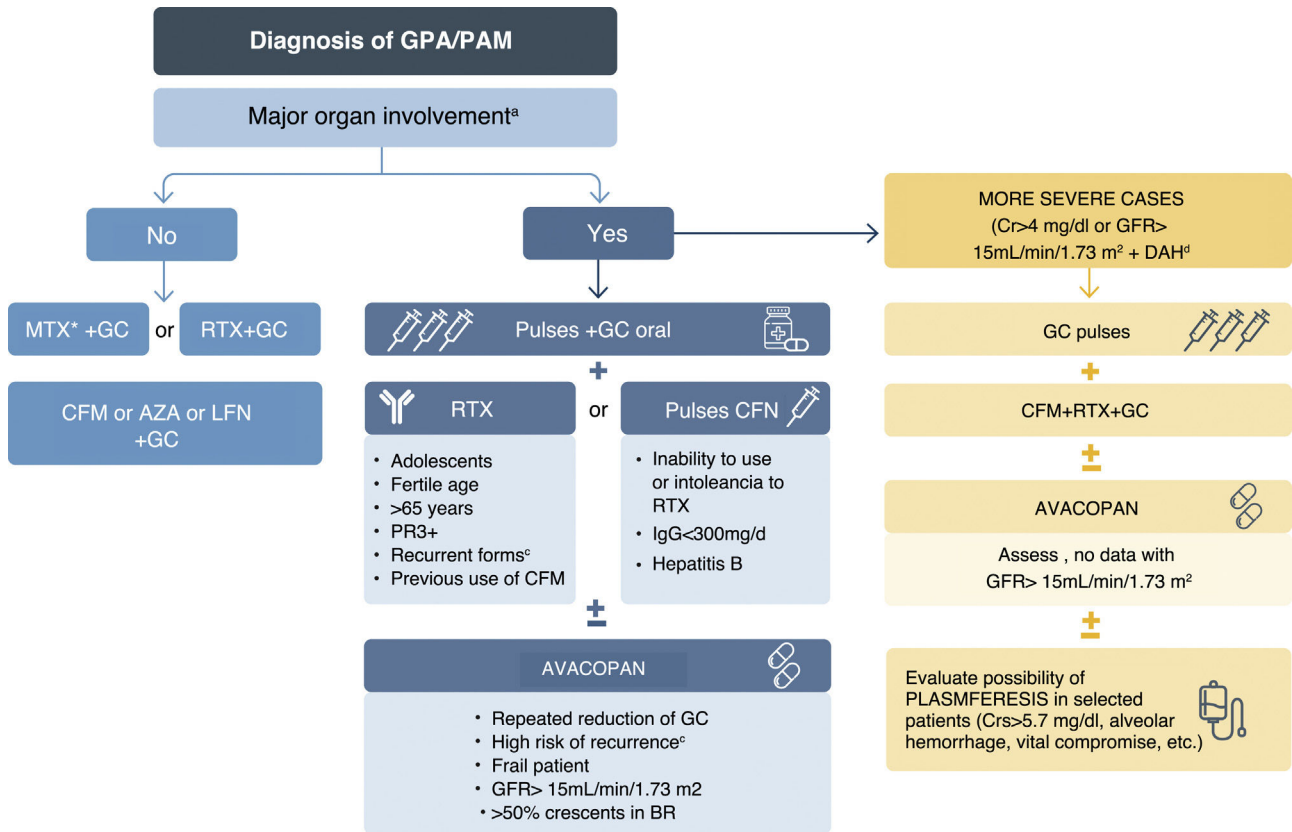 Diagnosis of GPA/PAM
Major organ involvementᵃ
No
Yes
MTX* +GC
or
RTX+GC
CFM or AZA or LFN
+GC
Pulses +GC oral
+
RTX
or
Pulses CFN
• Adolescents
• Fertile age
• >65 years
• PR3+
• Recurrent formsᶜ
• Previous use of CFM
• Inability to use
or intoleancia to
RTX
• IgG<300mg/d
• Hepatitis B
±
AVACOPAN
• Repeated reduction of GC
• High risk of recurrenceᶜ
• Frail patient
• GFR> 15mL/min/1.73 m2
• >50% crescents in BR
MORE SEVERE CASES
(Cr>4 mg/dl or GFR>
15mL/min/1.73 m² + DAHᵈ
GC pulses
+
CFM+RTX+GC
±
AVACOPAN
Assess , no data with
GFR> 15mL/min/1.73 m²
±
Evaluate possibility of
PLASMFERESIS in selected
patients (Crs>5.7 mg/dl, alveolar
hemorrhage, vital compromise, etc.)